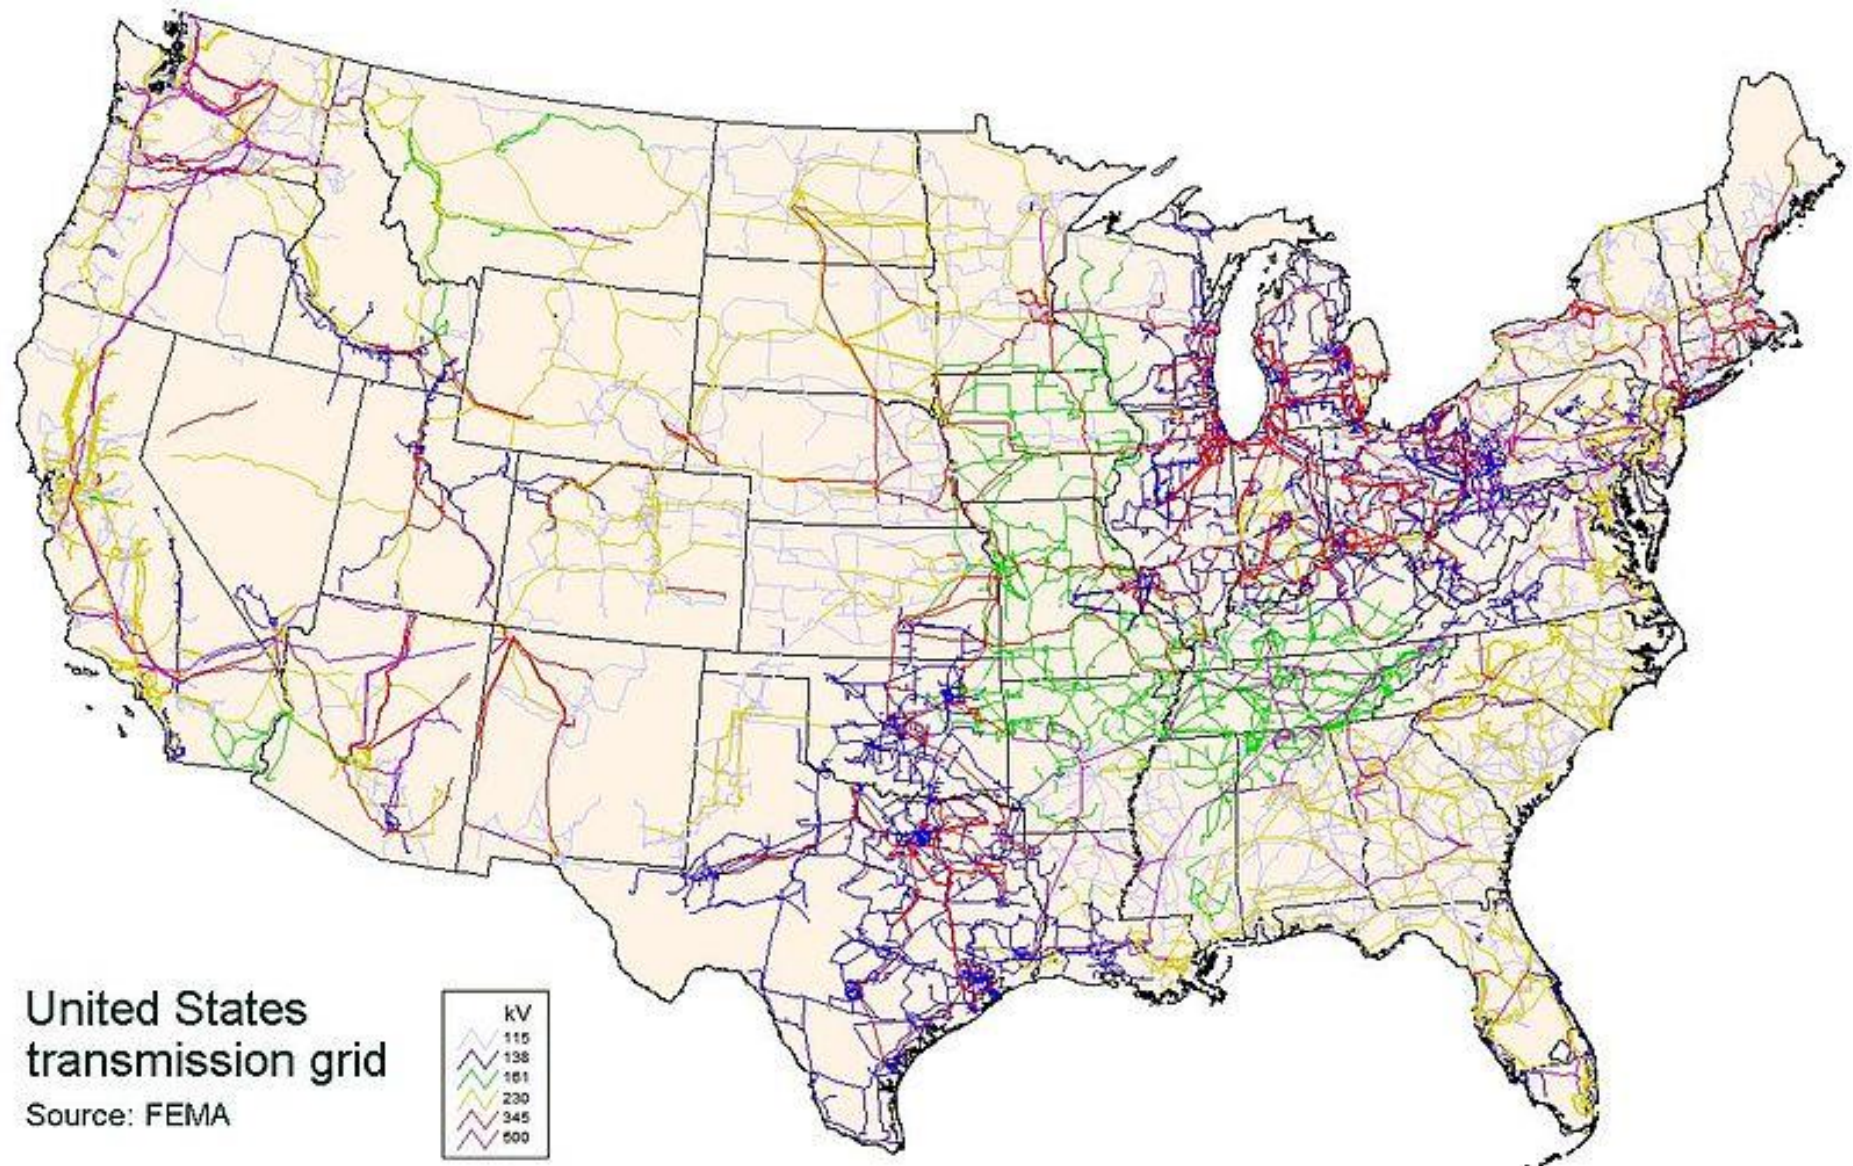 United States
transmission grid
Source: FEMA
kV
115
138
161
230
345
500